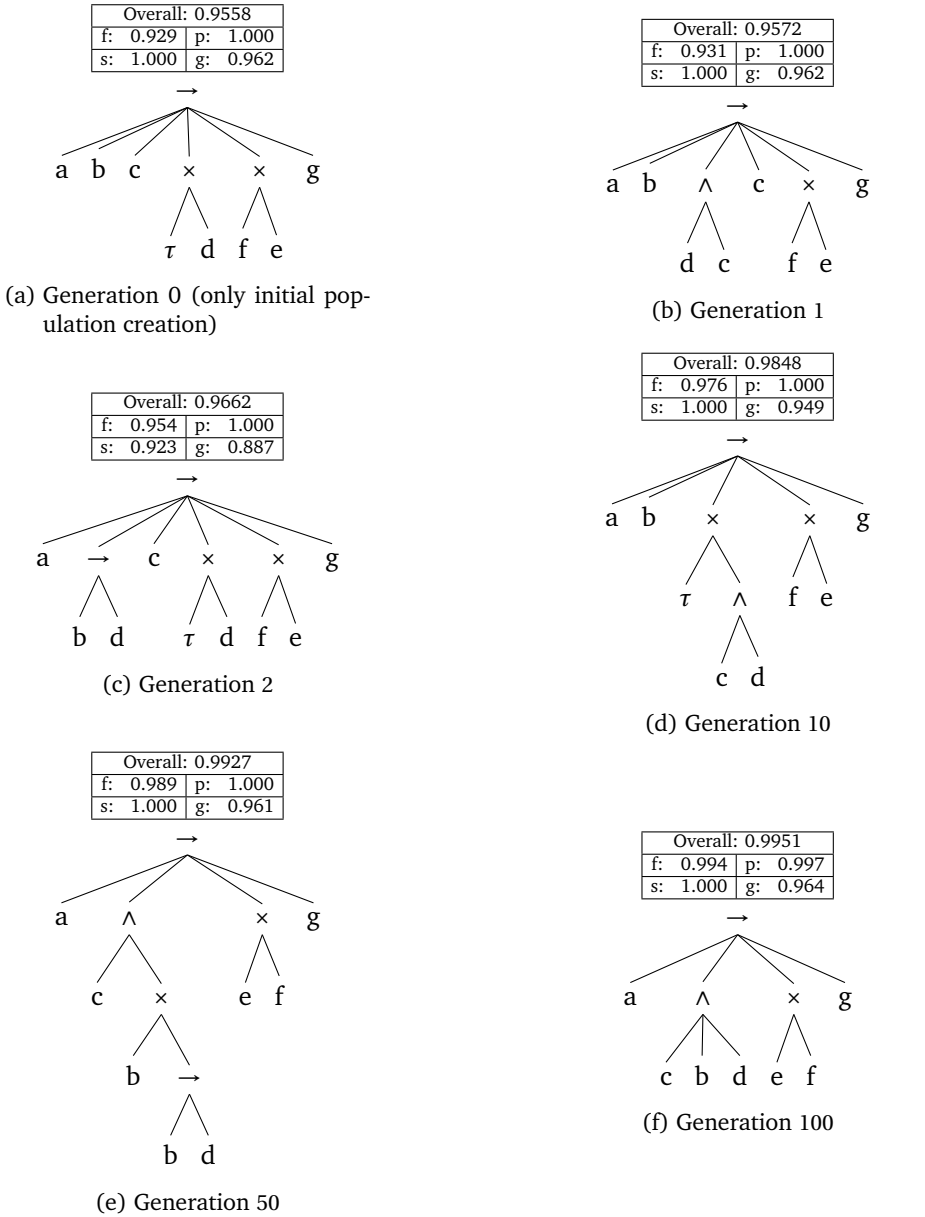 Overall: 0.9558
f: 0.929 p: 1.000
s: 1.000 g: 0.962
→
a b c × × g
τ d f e
(a) Generation 0 (only initial pop-
ulation creation)
Overall: 0.9572
f: 0.931 p: 1.000
s: 1.000 g: 0.962
→
a b ∧ c × g
d c f e
(b) Generation 1
Overall: 0.9662
f: 0.954 p: 1.000
s: 0.923 g: 0.887
→
a → c × × g
b d τ d f e
(c) Generation 2
Overall: 0.9848
f: 0.976 p: 1.000
s: 1.000 g: 0.949
→
a b × × g
τ ∧ f e
c d
(d) Generation 10
Overall: 0.9927
f: 0.989 p: 1.000
s: 1.000 g: 0.961
→
a ∧ × g
c × e f
b →
b d
(e) Generation 50
Overall: 0.9951
f: 0.994 p: 0.997
s: 1.000 g: 0.964
→
a ∧ × g
c b d e f
(f) Generation 100